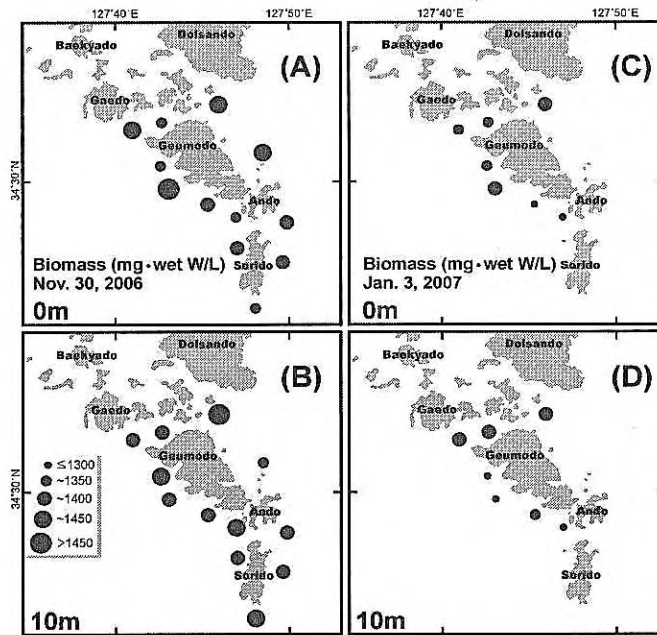 127°40'E
127°50'E
127°40'E
127°50'E
Baekyado
Dolsando
(A)
Gaedo
Geumodo
34°30'N
Ando
Biomass (mg·wet W/L)
Nov. 30, 2006
Sorido
0m
Baekyado
Dolsando
(C)
Gaedo
Geumodo
Ando
Biomass (mg·wet W/L)
Jan. 3, 2007
Sorido
0m
Baekyado
Dolsando
(B)
Gaedo
Geumodo
≤1300
~1350
~1400
~1450
>1450
34°30'N
Ando
Sorido
10m
Baekyado
Dolsando
(D)
Gaedo
Geumodo
Ando
Sorido
10m